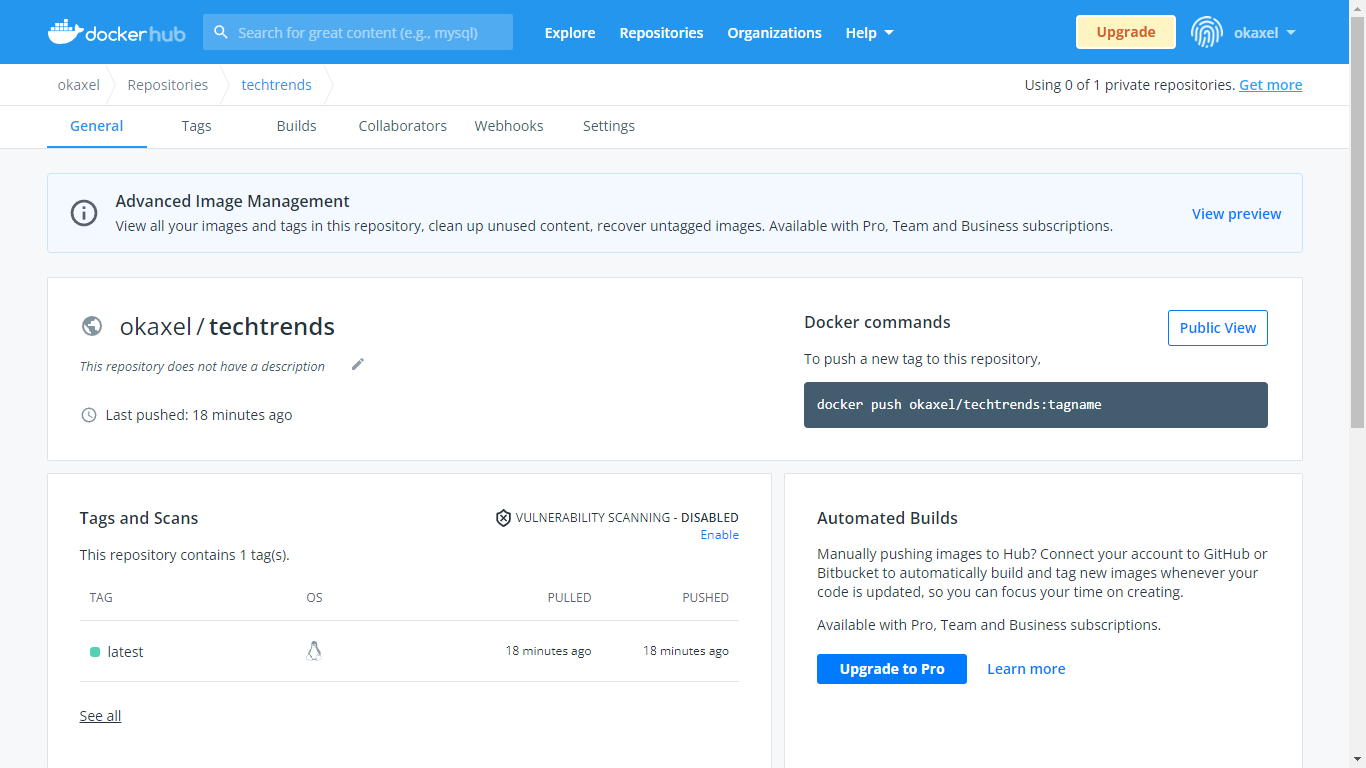 dockerhub
Search for great content (e.g., mysql)
Explore
Repositories
Organizations
Help
Upgrade
okaxel
okaxel
Repositories
techtrends
Using 0 of 1 private repositories. Get more
General
Tags
Builds
Collaborators
Webhooks
Settings
Advanced Image Management
View all your images and tags in this repository, clean up unused content, recover untagged images. Available with Pro, Team and Business subscriptions.
View preview
okaxel / techtrends
This repository does not have a description
Last pushed: 18 minutes ago
Docker commands
Public View
To push a new tag to this repository,
docker push okaxel/techtrends:tagname
Tags and Scans
VULNERABILITY SCANNING - DISABLED
Enable
This repository contains 1 tag(s).
TAG
OS
PULLED
PUSHED
latest
18 minutes ago
18 minutes ago
See all
Automated Builds
Manually pushing images to Hub? Connect your account to GitHub or
Bitbucket to automatically build and tag new images whenever your
code is updated, so you can focus your time on creating.
Available with Pro, Team and Business subscriptions.
Upgrade to Pro
Learn more